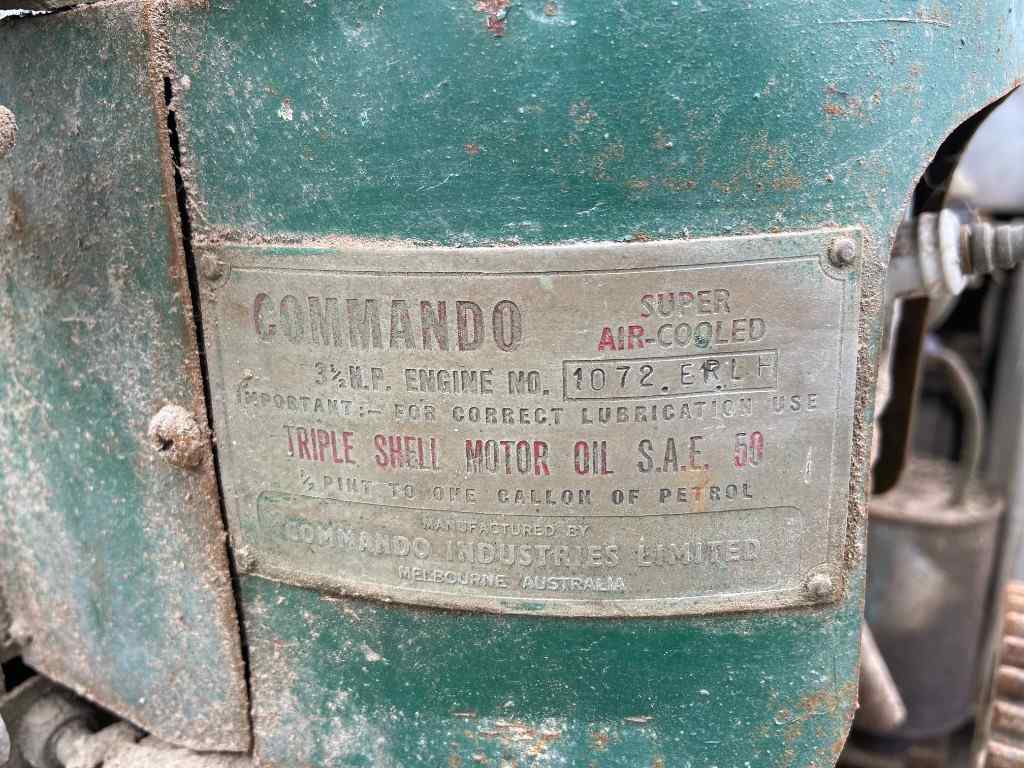 COMMANDO
SUPER
AIR-COOLED
3½ H.P. ENGINE NO. 1072.ERLH
IMPORTANT:- FOR CORRECT LUBRICATION USE
TRIPLE SHELL MOTOR OIL S.A.E. 50
½ PINT TO ONE GALLON OF PETROL
MANUFACTURED BY
COMMANDO INDUSTRIES LIMITED
MELBOURNE AUSTRALIA